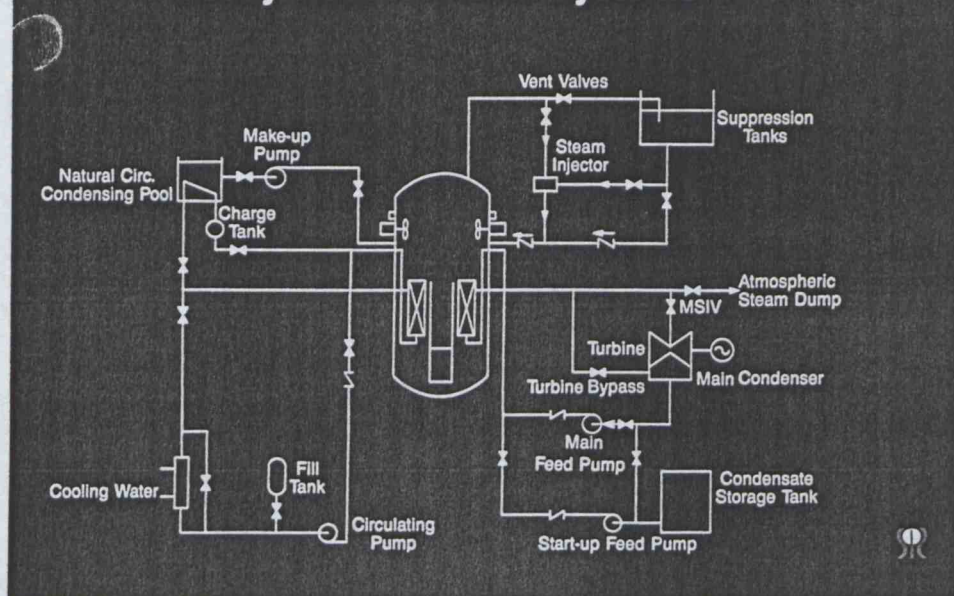 Vent Valves
Suppression
Tanks
Make-up
Pump
Steam
Injector
Natural Circ.
Condensing Pool
Charge
Tank
Atmospheric
Steam Dump
MSIV
Turbine
Main Condenser
Turbine Bypass
Main
Feed Pump
Fill
Tank
Cooling Water
Condensate
Storage Tank
Circulating
Pump
Start-up Feed Pump